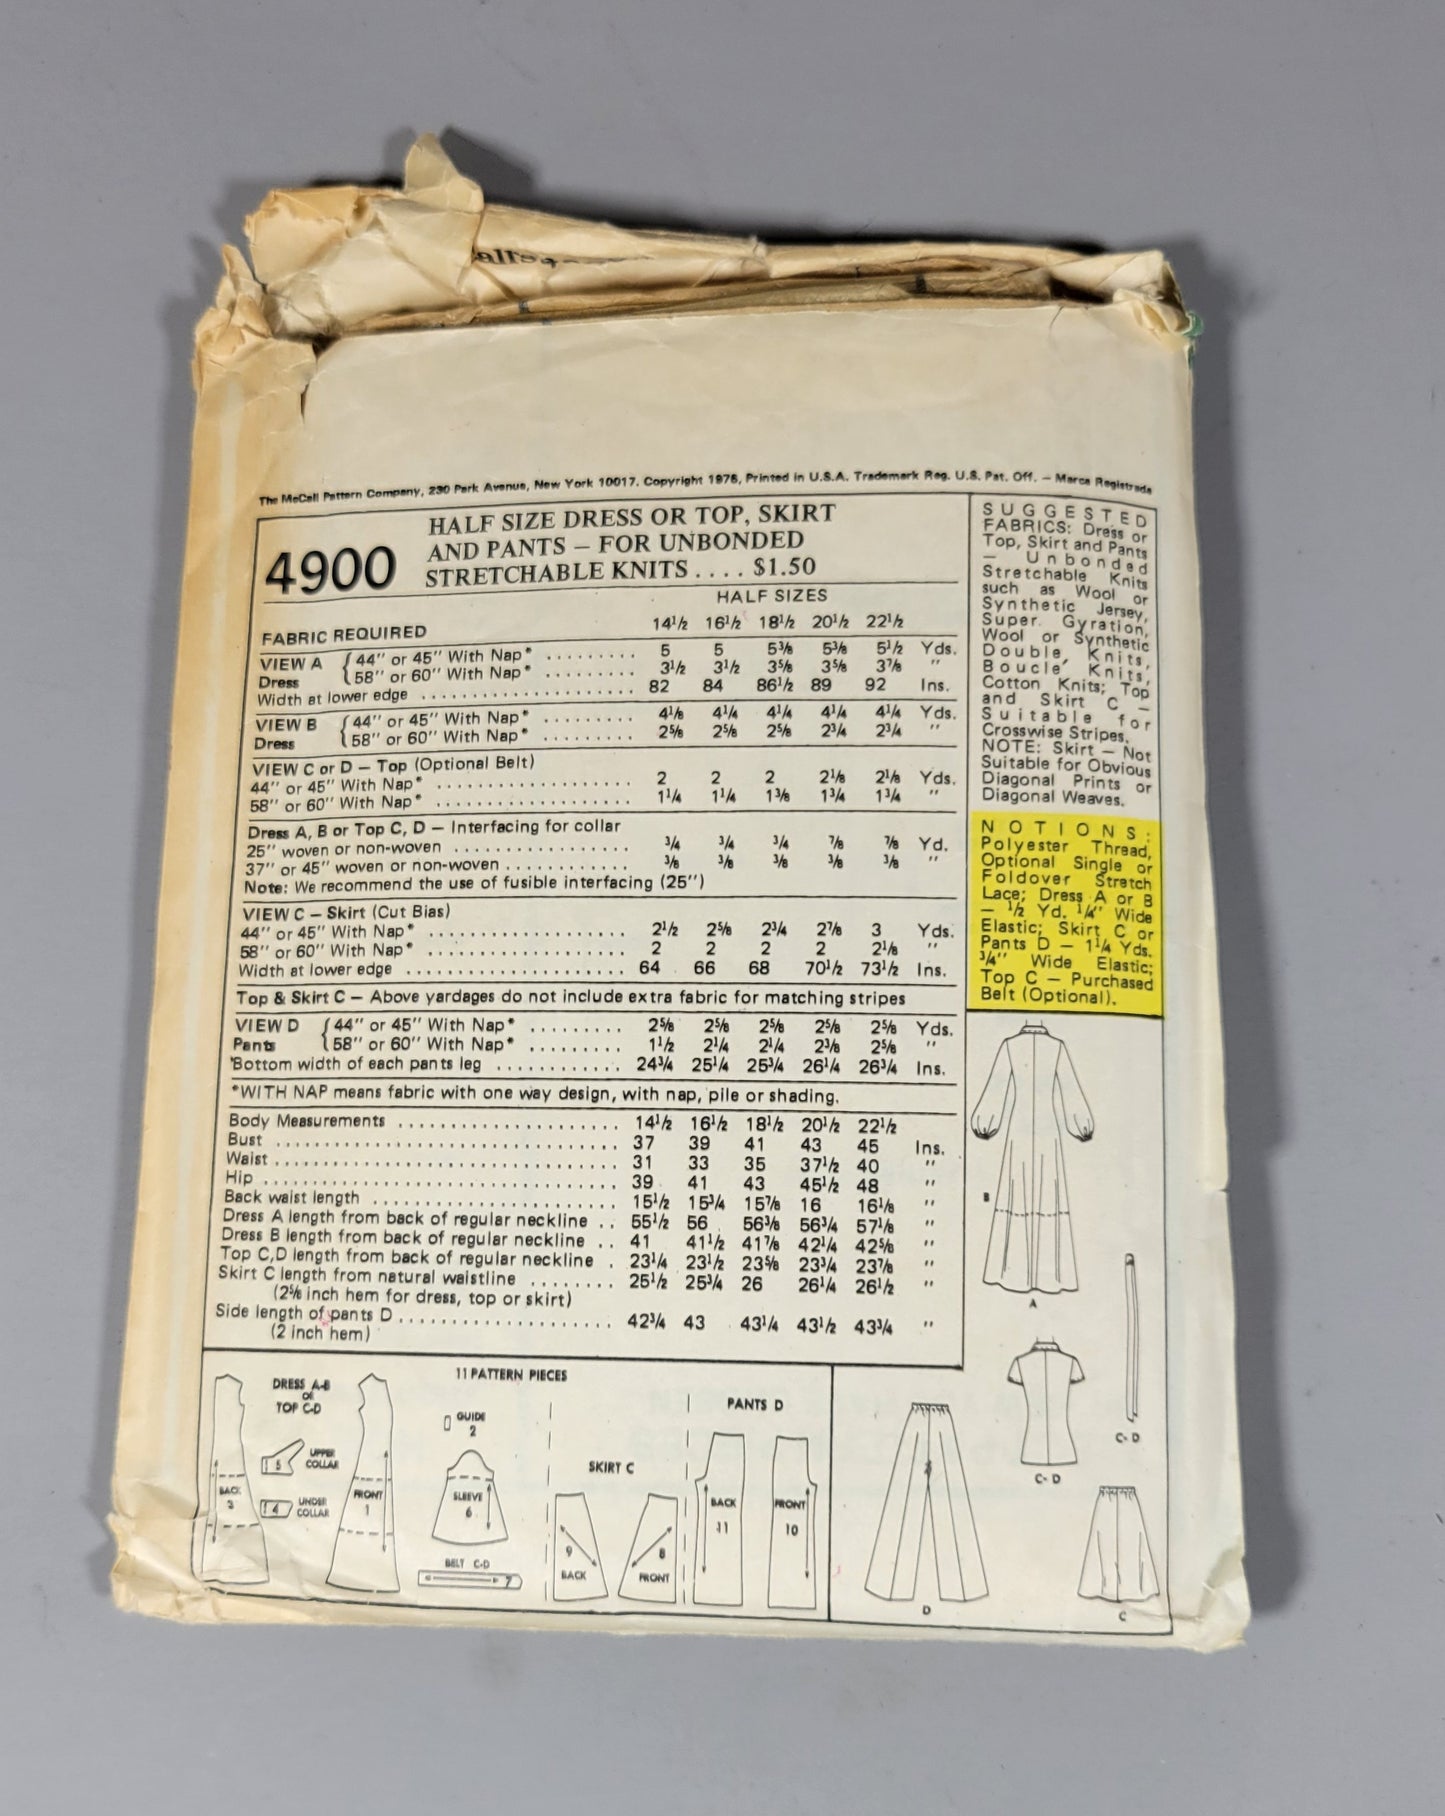 The McCall Pattern Company, 230 Park Avenue, New York 10017. Copyright 1976, Printed in U.S.A. Trademark Reg. U.S. Pat. Off. — Marca Registrada
4900
HALF SIZE DRESS OR TOP, SKIRT
AND PANTS – FOR UNBONDED
STRETCHABLE KNITS .... $1.50
HALF SIZES
FABRIC REQUIRED 14½ 16½ 18½ 20½ 22½
VIEW A 44" or 45" With Nap* ......... 5 5 5⅜ 5⅜ 5½ Yds.
Dress 58" or 60" With Nap* ......... 3½ 3½ 3⅝ 3⅝ 3⅞ "
Width at lower edge ..................... 82 84 86½ 89 92 Ins.
VIEW B 44" or 45" With Nap* ......... 4⅛ 4¼ 4¼ 4¼ 4¼ Yds.
Dress 58" or 60" With Nap* ......... 2⅝ 2⅝ 2⅝ 2¾ 2¾ "
VIEW C or D — Top (Optional Belt)
44" or 45" With Nap* ................... 2 2 2 2⅛ 2⅛ Yds.
58" or 60" With Nap* ................... 1¼ 1¼ 1⅜ 1¾ 1¾ "
Dress A, B or Top C, D — Interfacing for collar
25" woven or non-woven ................. ¾ ¾ ¾ ⅞ ⅞ Yd.
37" or 45" woven or non-woven ............ ⅜ ⅜ ⅜ ⅜ ⅜ "
Note: We recommend the use of fusible interfacing (25")
VIEW C — Skirt (Cut Bias)
44" or 45" With Nap* ................... 2½ 2⅝ 2¾ 2⅞ 3 Yds.
58" or 60" With Nap* ................... 2 2 2 2 2⅛ "
Width at lower edge ..................... 64 66 68 70½ 73½ Ins.
Top & Skirt C — Above yardages do not include extra fabric for matching stripes
VIEW D 44" or 45" With Nap* ......... 2⅝ 2⅝ 2⅝ 2⅝ 2⅝ Yds.
Pants 58" or 60" With Nap* ......... 1½ 2¼ 2¼ 2⅜ 2⅝ "
Bottom width of each pants leg ............ 24¾ 25¼ 25¾ 26¼ 26¾ Ins.
*WITH NAP means fabric with one way design, with nap, pile or shading.
Body Measurements ..................... 14½ 16½ 18½ 20½ 22½
Bust ................................. 37 39 41 43 45 Ins.
Waist ................................. 31 33 35 37½ 40 "
Hip ................................. 39 41 43 45½ 48 "
Back waist length ....................... 15½ 15¾ 15⅞ 16 16⅛ "
Dress A length from back of regular neckline .. 55½ 56 56⅜ 56¾ 57⅛ "
Dress B length from back of regular neckline .. 41 41½ 41⅞ 42¼ 42⅝ "
Top C,D length from back of regular neckline . 23¼ 23½ 23⅝ 23¾ 23⅞ "
Skirt C length from natural waistline ........ 25½ 25¾ 26 26¼ 26½ "
(2⅝ inch hem for dress, top or skirt)
Side length of pants D ..................... 42¾ 43 43¼ 43½ 43¾ "
(2 inch hem)
SUGGESTED
FABRICS: Dress or
Top, Skirt and Pants
— Unbonded
Stretchable Knits
such as Wool or
Synthetic Jersey,
Super Gyration,
Wool or Synthetic
Double Knits,
Boucle' Knits,
Cotton Knits; Top
and Skirt C —
Suitable for
Crosswise Stripes.
NOTE: Skirt — Not
Suitable for Obvious
Diagonal Prints or
Diagonal Weaves.
NOTIONS:
Polyester Thread,
Optional Single or
Foldover Stretch
Lace; Dress A or B
— ½ Yd. ¼" Wide
Elastic; Skirt C or
Pants D — 1¼ Yds.
¾" Wide Elastic;
Top C — Purchased
Belt (Optional).
B
A
C-D
C-D
D
C
11 PATTERN PIECES
DRESS A-B
OR
TOP C-D
BACK
3
UPPER
COLLAR
5
UNDER
COLLAR
4
FRONT
1
GUIDE
2
SLEEVE
6
BELT C-D
7
SKIRT C
9
BACK
8
FRONT
PANTS D
BACK
11
FRONT
10